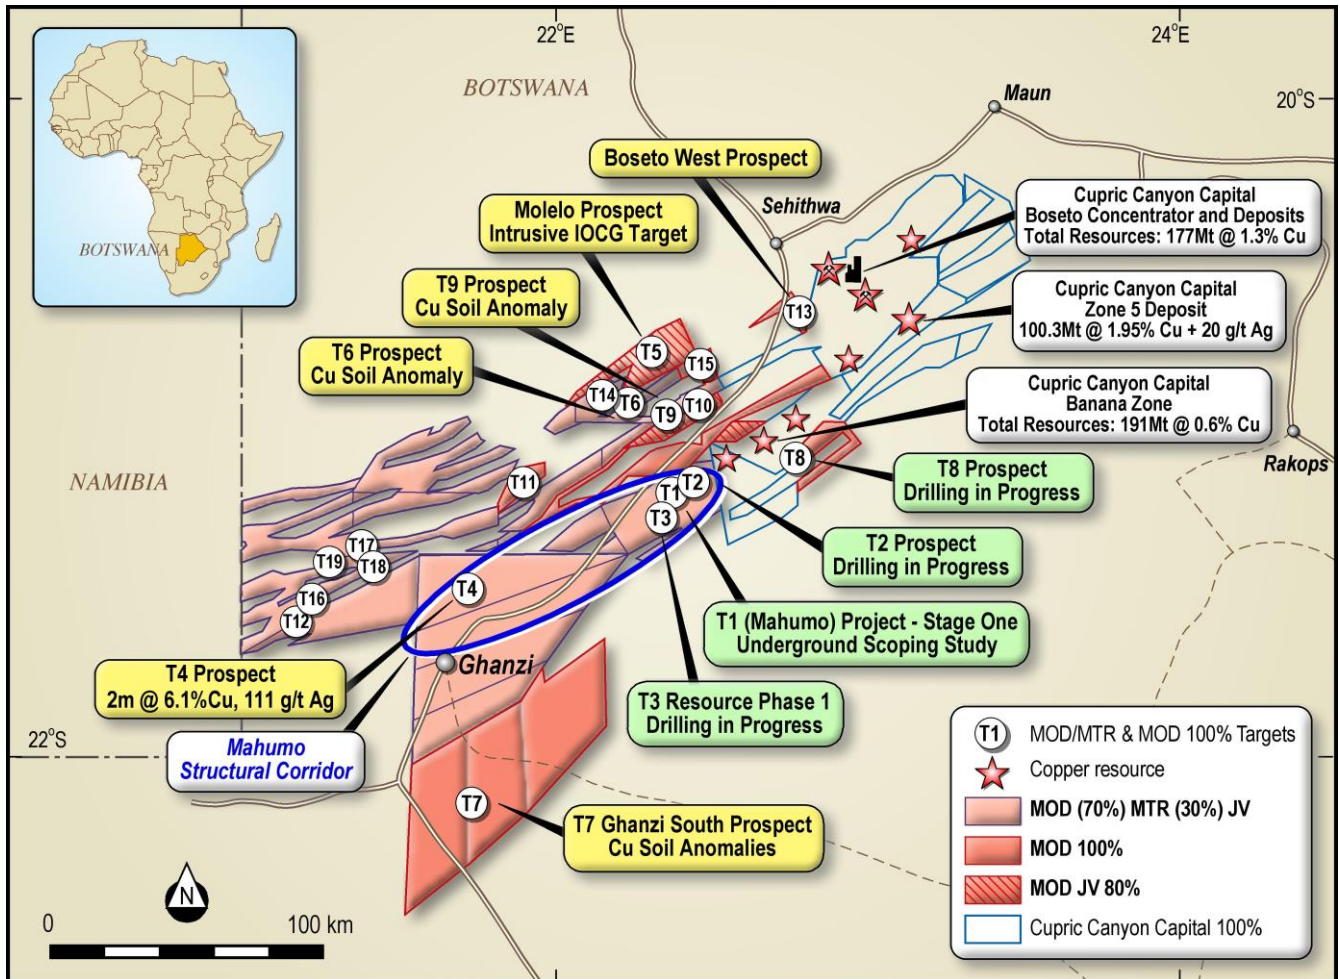 22°E
24°E
BOTSWANA
Maun
20°S
Boseto West Prospect
Sehithwa
Cupric Canyon Capital
Boseto Concentrator and Deposits
Total Resources: 177Mt @ 1.3% Cu
Molelo Prospect
Intrusive IOCG Target
BOTSWANA
T9 Prospect
Cu Soil Anomaly
Cupric Canyon Capital
Zone 5 Deposit
100.3Mt @ 1.95% Cu + 20 g/t Ag
T13
T6 Prospect
Cu Soil Anomaly
T5
T15
T14
T6
T9
T10
Cupric Canyon Capital
Banana Zone
Total Resources: 191Mt @ 0.6% Cu
Rakops
T8
T8 Prospect
Drilling in Progress
NAMIBIA
T11
T1
T2
T3
T2 Prospect
Drilling in Progress
T17
T19
T18
T16
T12
T4
T1 (Mahumo) Project - Stage One
Underground Scoping Study
Ghanzi
T4 Prospect
2m @ 6.1%Cu, 111 g/t Ag
T3 Resource Phase 1
Drilling in Progress
22°S
Mahumo
Structural Corridor
T7
T7 Ghanzi South Prospect
Cu Soil Anomalies
T1 MOD/MTR & MOD 100% Targets
Copper resource
MOD (70%) MTR (30%) JV
MOD 100%
MOD JV 80%
Cupric Canyon Capital 100%
N
0 100 km